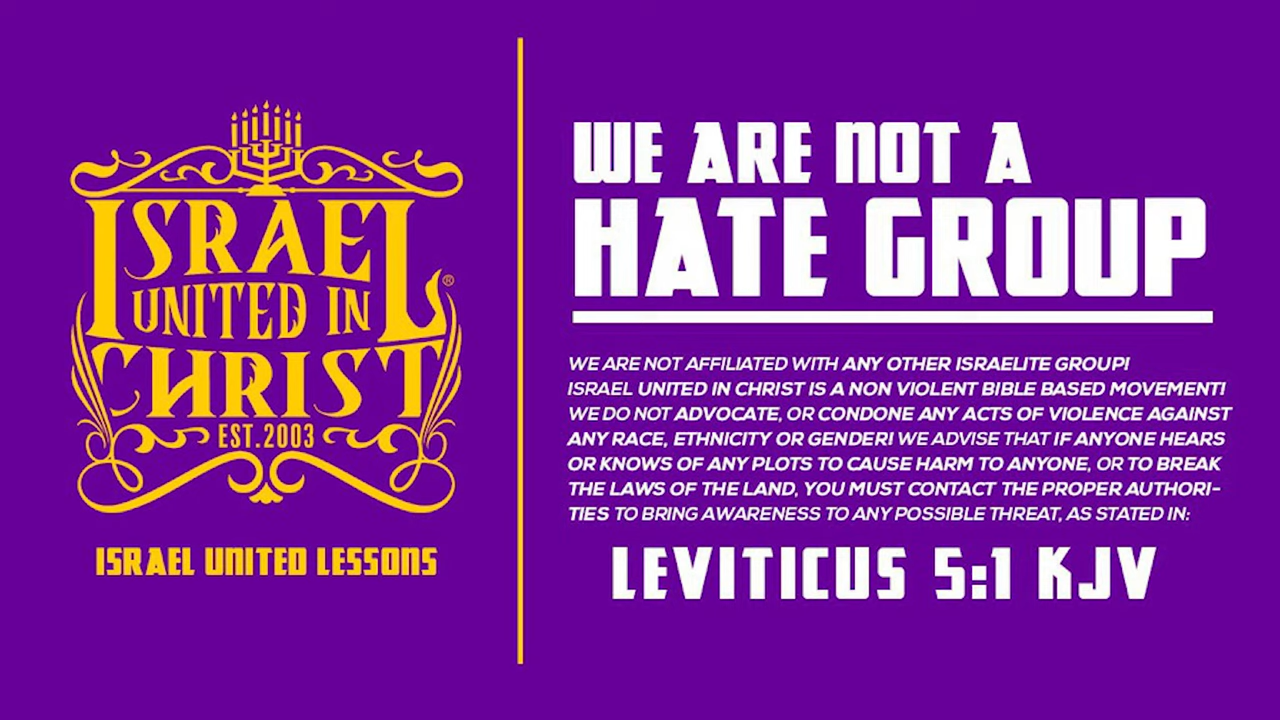 ISRAEL
UNITED IN
CHRIST
EST.2003
®
ISRAEL UNITED LESSONS
WE ARE NOT A
HATE GROUP
WE ARE NOT AFFILIATED WITH ANY OTHER ISRAELITE GROUP!
ISRAEL UNITED IN CHRIST IS A NON VIOLENT BIBLE BASED MOVEMENT!
WE DO NOT ADVOCATE, OR CONDONE ANY ACTS OF VIOLENCE AGAINST
ANY RACE, ETHNICITY OR GENDER! WE ADVISE THAT IF ANYONE HEARS
OR KNOWS OF ANY PLOTS TO CAUSE HARM TO ANYONE, OR TO BREAK
THE LAWS OF THE LAND, YOU MUST CONTACT THE PROPER AUTHORI-
TIES TO BRING AWARENESS TO ANY POSSIBLE THREAT, AS STATED IN:
LEVITICUS 5:1 KJV